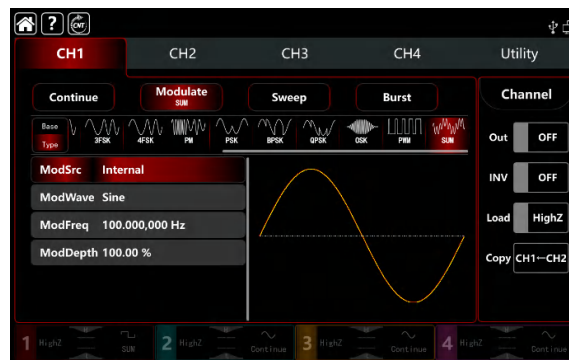 ? CNT
CH1 CH2 CH3 CH4 Utility
Continue Modulate SUM Sweep Burst Channel
Base Type 3FSK 4FSK PM PSK BPSK QPSK OSK PWM SUM
Out OFF
ModSrc Internal
INV OFF
ModWave Sine
ModFreq 100.000,000 Hz
Load HighZ
ModDepth 100.00 %
Copy CH1←CH2
1 HighZ SUM 2 HighZ Continue 3 HighZ Continue 4 HighZ Continue